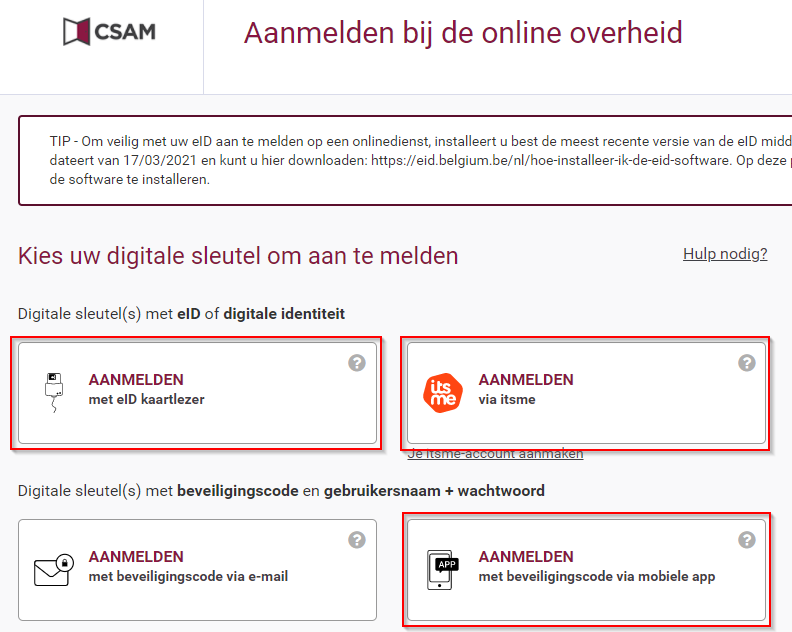 CSAM
Aanmelden bij de online overheid
TIP - Om veilig met uw eID aan te melden op een onlinedienst, installeert u best de meest recente versie van de eID
dateert van 17/03/2021 en kunt u hier downloaden: https://eid.belgium.be/nl/hoe-installeer-ik-de-eid-software. Op deze
de software te installeren.
Kies uw digitale sleutel om aan te melden
Hulp nodig?
Digitale sleutel(s) met eID of digitale identiteit
?
AANMELDEN
met eID kaartlezer
?
itsme
AANMELDEN
via itsme
Je itsme-account aanmaken
Digitale sleutel(s) met beveiligingscode en gebruikersnaam + wachtwoord
?
AANMELDEN
met beveiligingscode via e-mail
?
APP
AANMELDEN
met beveiligingscode via mobiele app